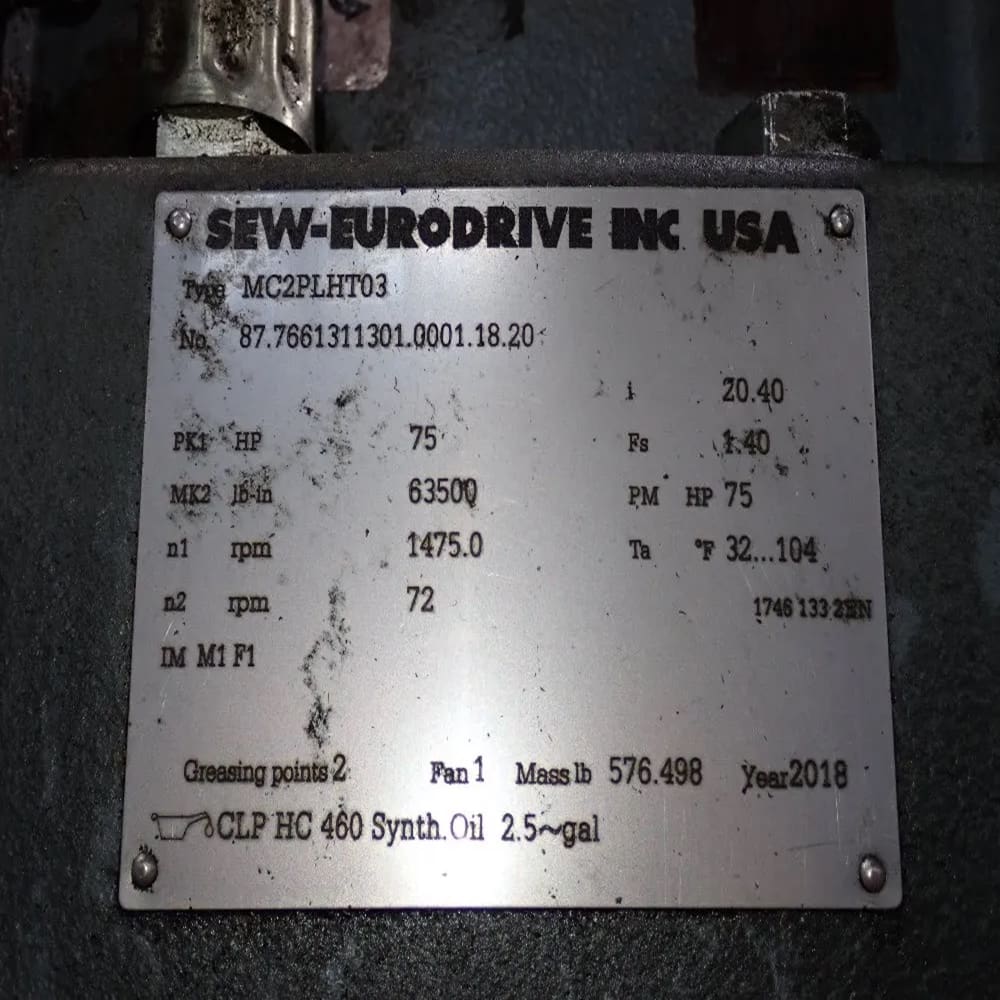 SEW-EURODRIVE INC USA
Type MC2PLHT03
No. 87.7661311301.0001.18.20
i 20.40
PK1 HP 75 Fs 1.40
MK2 lb-in 63500 PM HP 75
n1 rpm 1475.0 Ta °F 32...104
n2 rpm 72 1746 133 2EN
IM M1 F1
Greasing points 2 Fan 1 Mass lb 576.498 Year 2018
CLP HC 460 Synth. Oil 2.5~gal